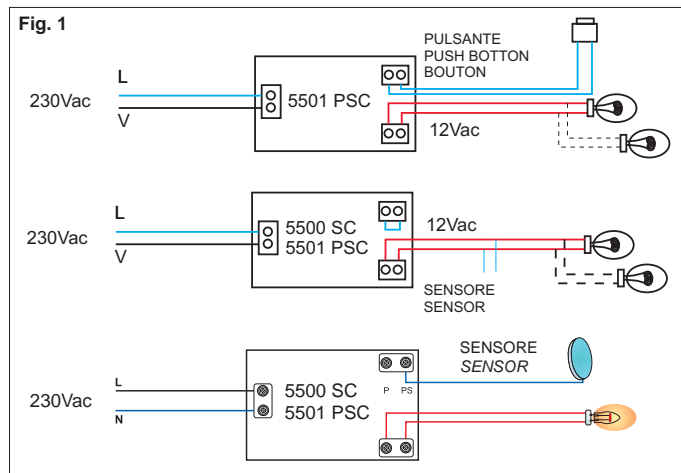 Fig. 1
PULSANTE
PUSH BOTTON
BOUTON
L
230Vac
5501 PSC
V
12Vac
L
5500 SC
12Vac
230Vac
5501 PSC
V
SENSORE
SENSOR
SENSORE
SENSOR
L
P PS
5500 SC
230Vac
5501 PSC
N